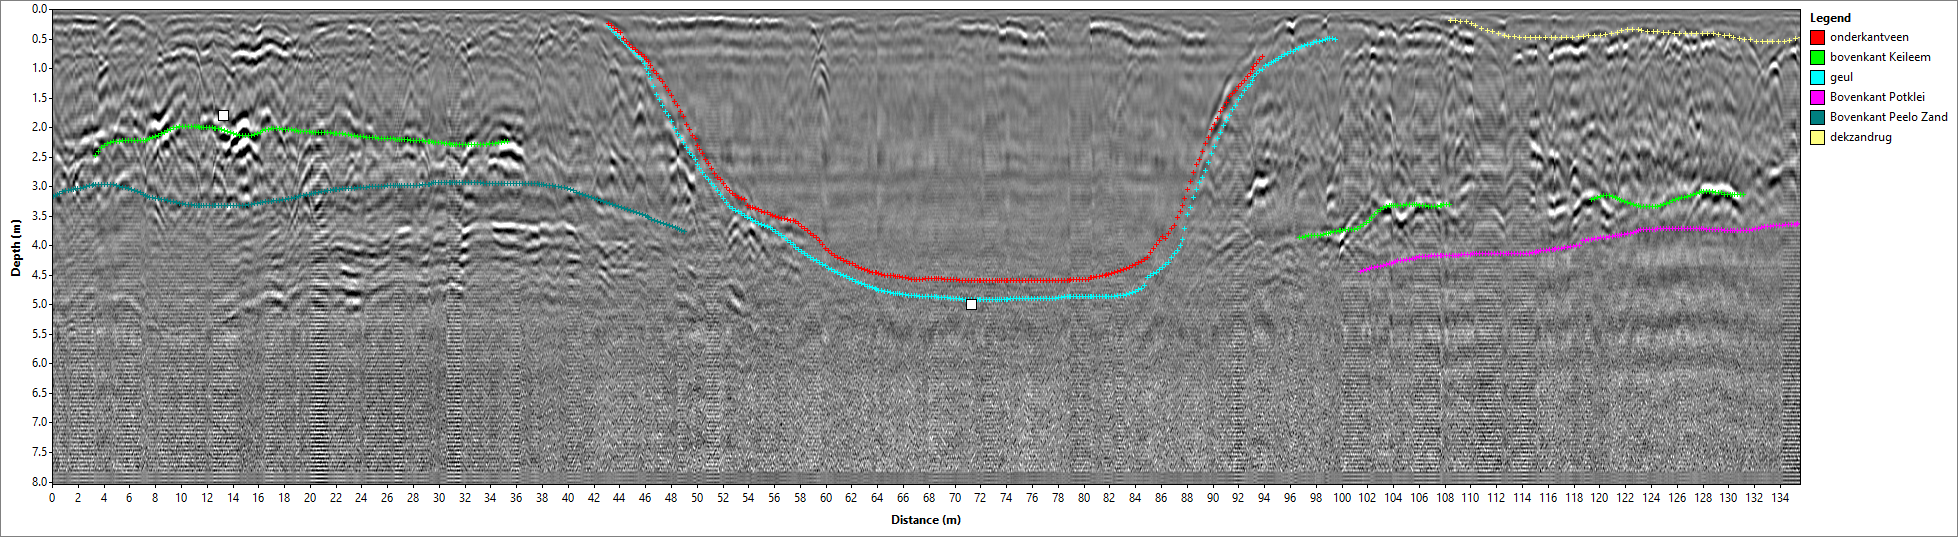 Legend
onderkantveen
bovenkant Keileem
geul
Bovenkant Potklei
Bovenkant Peelo Zand
dekzandrug
Depth (m)
0.0
0.5
1.0
1.5
2.0
2.5
3.0
3.5
4.0
4.5
5.0
5.5
6.0
6.5
7.0
7.5
8.0
0 2 4 6 8 10 12 14 16 18 20 22 24 26 28 30 32 34 36 38 40 42 44 46 48 50 52 54 56 58 60 62 64 66 68 70 72 74 76 78 80 82 84 86 88 90 92 94 96 98 100 102 104 106 108 110 112 114 116 118 120 122 124 126 128 130 132 134
Distance (m)